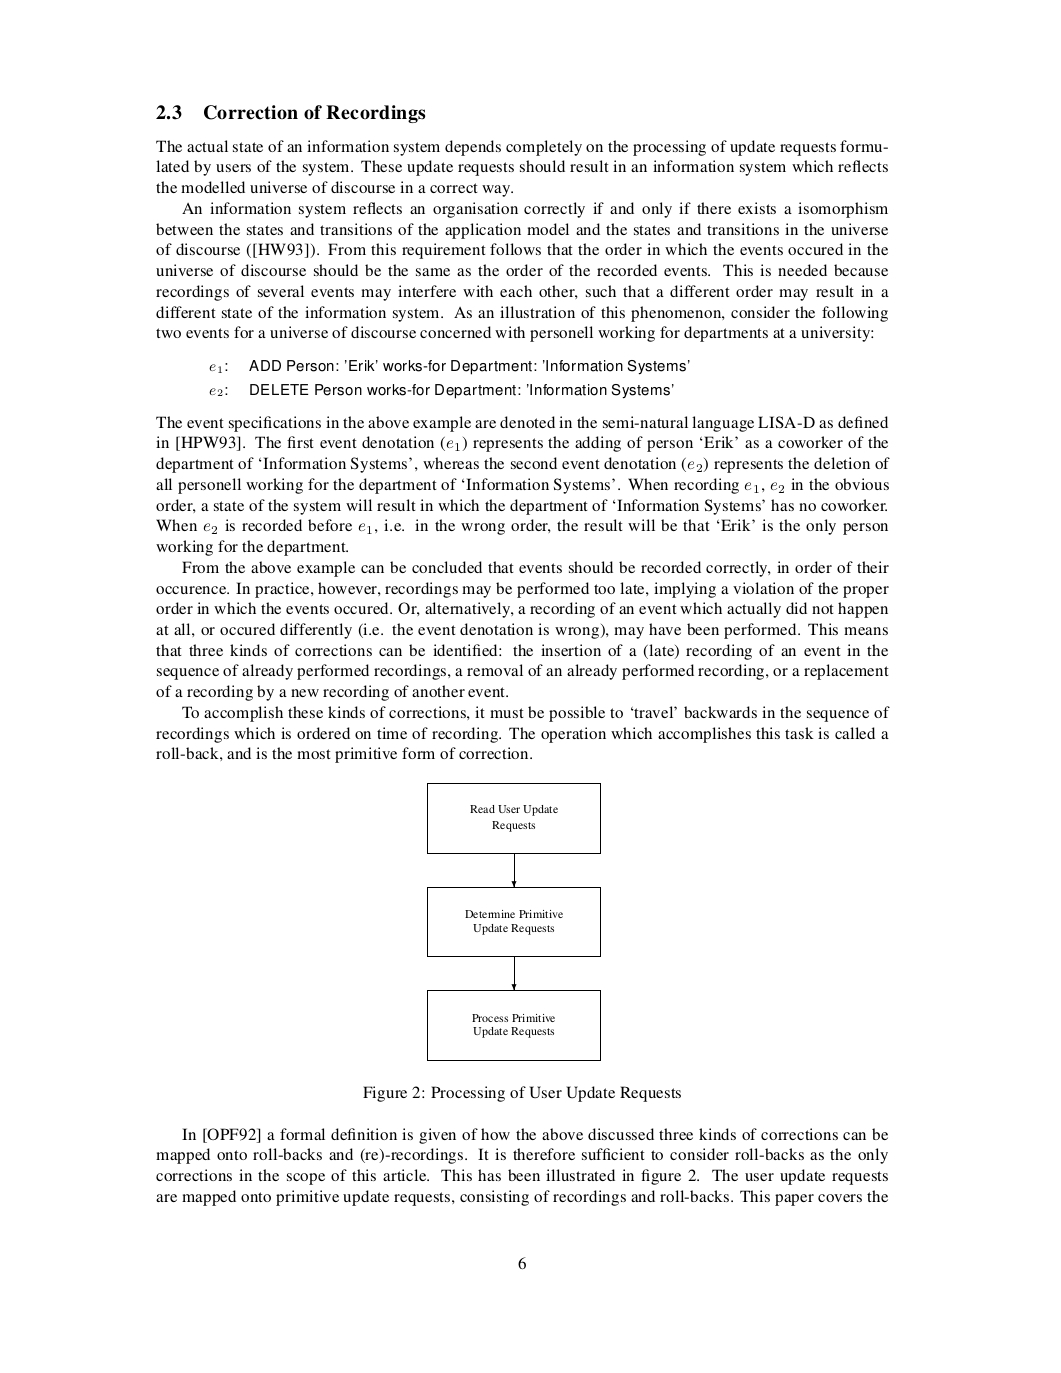 2.3 Correction of Recordings
The actual state of an information system depends completely on the processing of update requests formu-
lated by users of the system. These update requests should result in an information system which reflects
the modelled universe of discourse in a correct way.
An information system reflects an organisation correctly if and only if there exists a isomorphism
between the states and transitions of the application model and the states and transitions in the universe
of discourse ([HW93]). From this requirement follows that the order in which the events occured in the
universe of discourse should be the same as the order of the recorded events. This is needed because
recordings of several events may interfere with each other, such that a different order may result in a
different state of the information system. As an illustration of this phenomenon, consider the following
two events for a universe of discourse concerned with personell working for departments at a university:
e₁: ADD Person: 'Erik' works-for Department: 'Information Systems'
e₂: DELETE Person works-for Department: 'Information Systems'
The event specifications in the above example are denoted in the semi-natural language LISA-D as defined
in [HPW93]. The first event denotation (e₁) represents the adding of person ‘Erik’ as a coworker of the
department of ‘Information Systems’, whereas the second event denotation (e₂) represents the deletion of
all personell working for the department of ‘Information Systems’. When recording e₁, e₂ in the obvious
order, a state of the system will result in which the department of ‘Information Systems’ has no coworker.
When e₂ is recorded before e₁, i.e. in the wrong order, the result will be that ‘Erik’ is the only person
working for the department.
From the above example can be concluded that events should be recorded correctly, in order of their
occurence. In practice, however, recordings may be performed too late, implying a violation of the proper
order in which the events occured. Or, alternatively, a recording of an event which actually did not happen
at all, or occured differently (i.e. the event denotation is wrong), may have been performed. This means
that three kinds of corrections can be identified: the insertion of a (late) recording of an event in the
sequence of already performed recordings, a removal of an already performed recording, or a replacement
of a recording by a new recording of another event.
To accomplish these kinds of corrections, it must be possible to ‘travel’ backwards in the sequence of
recordings which is ordered on time of recording. The operation which accomplishes this task is called a
roll-back, and is the most primitive form of correction.
Read User Update
Requests
Determine Primitive
Update Requests
Process Primitive
Update Requests
Figure 2: Processing of User Update Requests
In [OPF92] a formal definition is given of how the above discussed three kinds of corrections can be
mapped onto roll-backs and (re)-recordings. It is therefore sufficient to consider roll-backs as the only
corrections in the scope of this article. This has been illustrated in figure 2. The user update requests
are mapped onto primitive update requests, consisting of recordings and roll-backs. This paper covers the
6